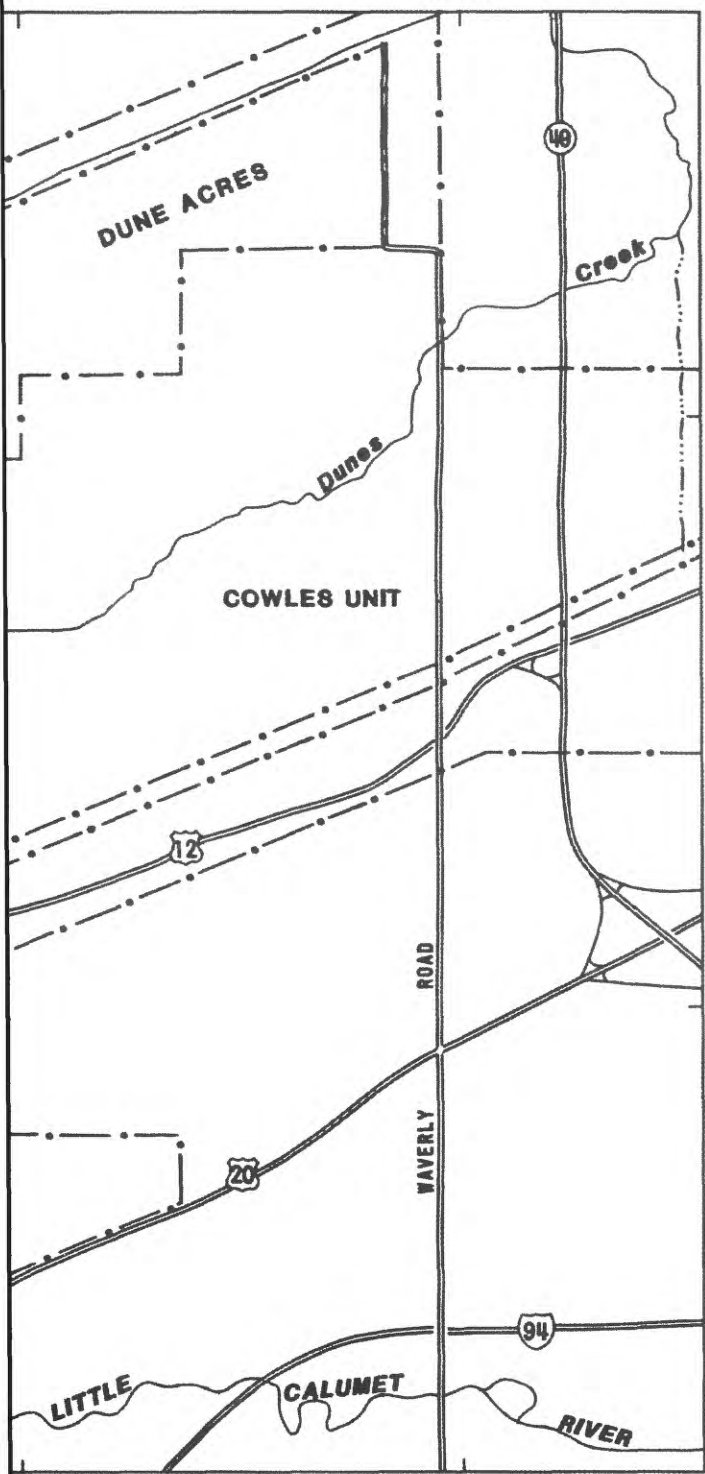 49
DUNE ACRES
Creek
Dunes
COWLES UNIT
12
ROAD
WAVERLY
20
94
LITTLE
CALUMET
RIVER